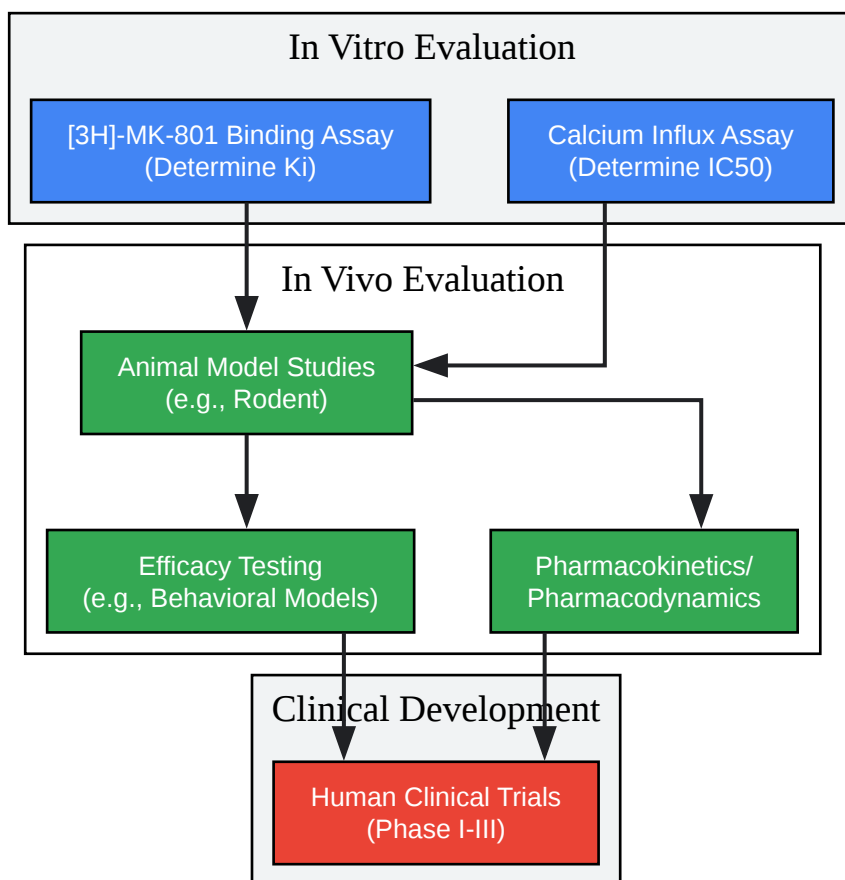 In Vitro Evaluation
[3H]-MK-801 Binding Assay
(Determine Ki)
Calcium Influx Assay
(Determine IC50)
In Vivo Evaluation
Animal Model Studies
(e.g., Rodent)
Efficacy Testing
(e.g., Behavioral Models)
Pharmacokinetics/
Pharmacodynamics
Clinical Development
Human Clinical Trials
(Phase I-III)